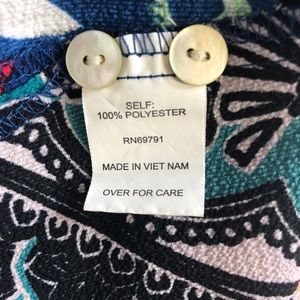 SELF:
100% POLYESTER
RN69791
MADE IN VIET NAM
OVER FOR CARE